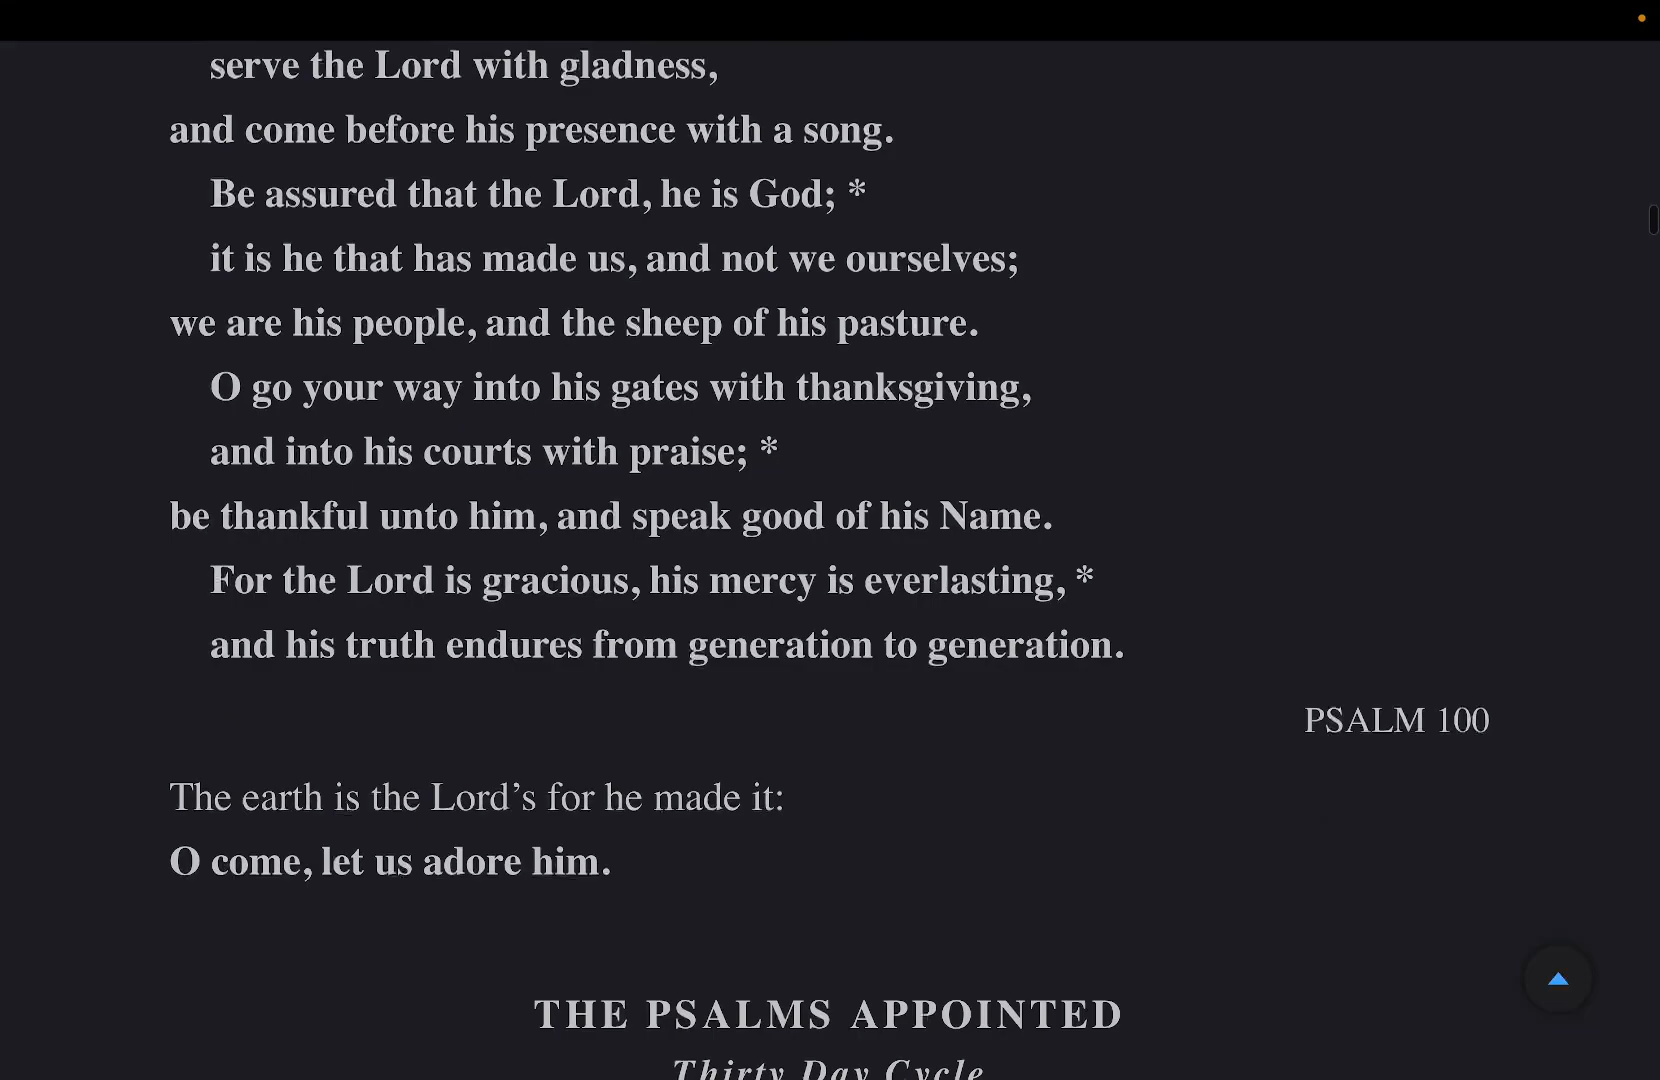 serve the Lord with gladness,
and come before his presence with a song.
Be assured that the Lord, he is God; *
it is he that has made us, and not we ourselves;
we are his people, and the sheep of his pasture.
O go your way into his gates with thanksgiving,
and into his courts with praise; *
be thankful unto him, and speak good of his Name.
For the Lord is gracious, his mercy is everlasting, *
and his truth endures from generation to generation.
PSALM 100
The earth is the Lord’s for he made it:
O come, let us adore him.
THE PSALMS APPOINTED
Thirty Day Cycle